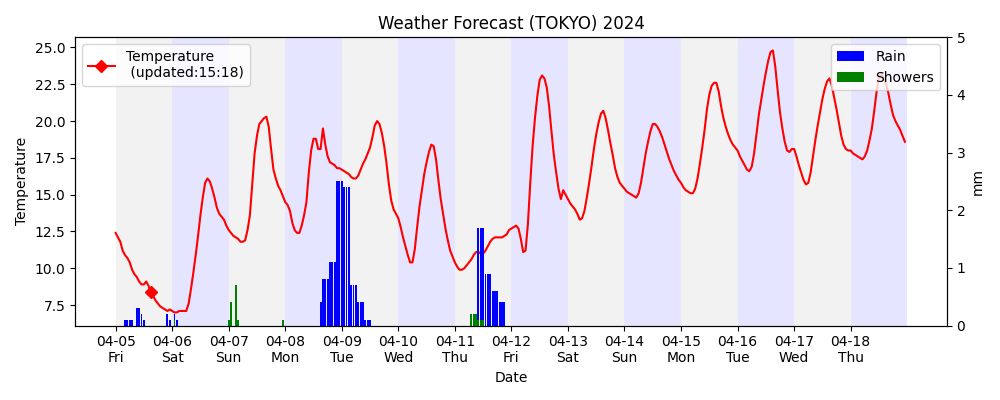 Weather Forecast (TOKYO) 2024
Temperature
(updated:15:18)
Rain
Showers
25.0
22.5
20.0
17.5
15.0
12.5
10.0
7.5
Temperature
5
4
3
2
1
0
mm
04-05 04-06 04-07 04-08 04-09 04-10 04-11 04-12 04-13 04-14 04-15 04-16 04-17 04-18
Fri Sat Sun Mon Tue Wed Thu Fri Sat Sun Mon Tue Wed Thu
Date